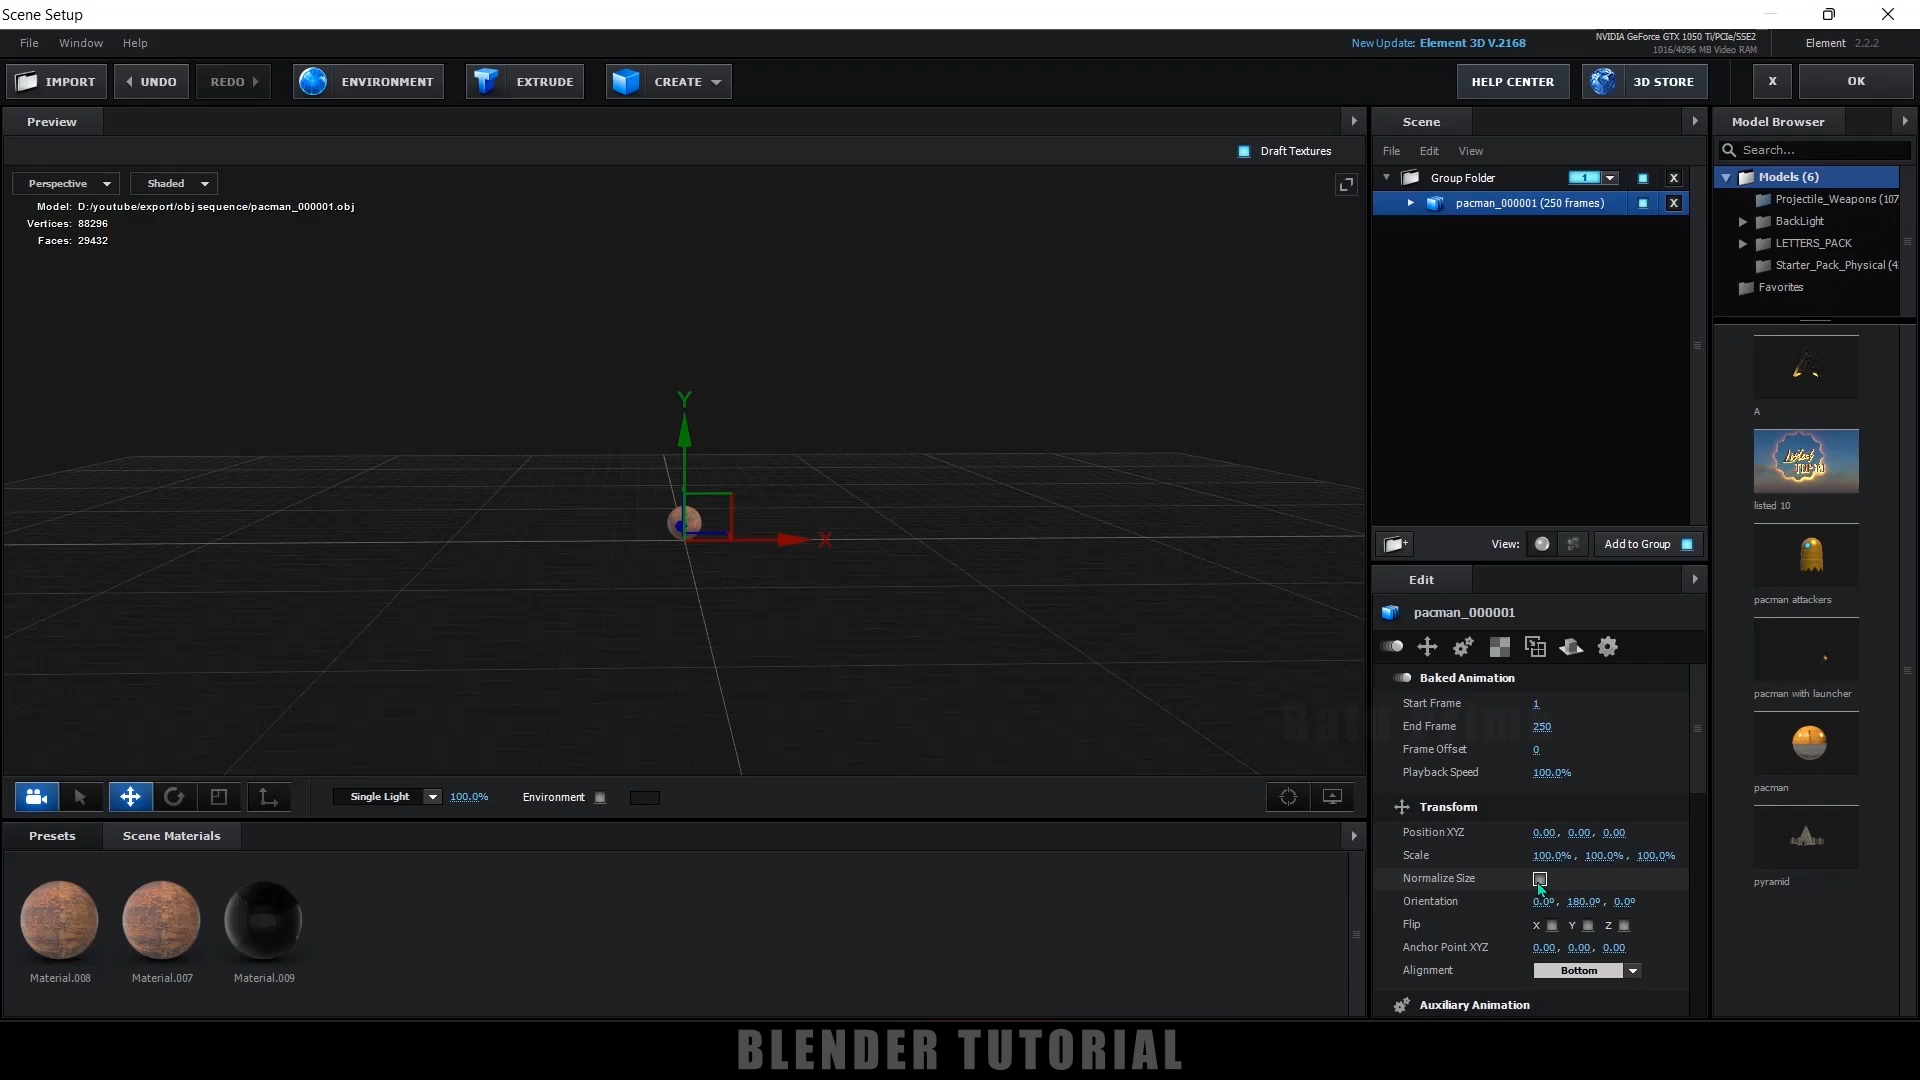 Scene Setup
File Window Help
New Update: Element 3D V.2168
NVIDIA GeForce GTX 1050 Ti/PCIe/SSE2
1016/4096 MB Video RAM
Element 2.2.2
IMPORT UNDO REDO ENVIRONMENT EXTRUDE CREATE HELP CENTER 3D STORE X OK
Preview
Draft Textures
Perspective Shaded
Model: D:/youtube/export/obj sequence/pacman_000001.obj
Vertices: 88296
Faces: 29432
Y
X
Single Light 100.0% Environment
Presets Scene Materials
Material.008 Material.007 Material.009
Scene
File Edit View
Group Folder 1 X
pacman_000001 (250 frames) X
View: Add to Group
Edit
pacman_000001
Baked Animation
Start Frame 1
End Frame 250
Frame Offset 0
Playback Speed 100.0%
Transform
Position XYZ 0.00, 0.00, 0.00
Scale 100.0%, 100.0%, 100.0%
Normalize Size
Orientation 0.0º, 180.0º, 0.0º
Flip X Y Z
Anchor Point XYZ 0.00, 0.00, 0.00
Alignment Bottom
Auxiliary Animation
Model Browser
Search...
Models (6)
Projectile_Weapons (107
BackLight
LETTERS_PACK
Starter_Pack_Physical (4
Favorites
A
listed 10
pacman attackers
pacman with launcher
pacman
pyramid
BLENDER TUTORIAL